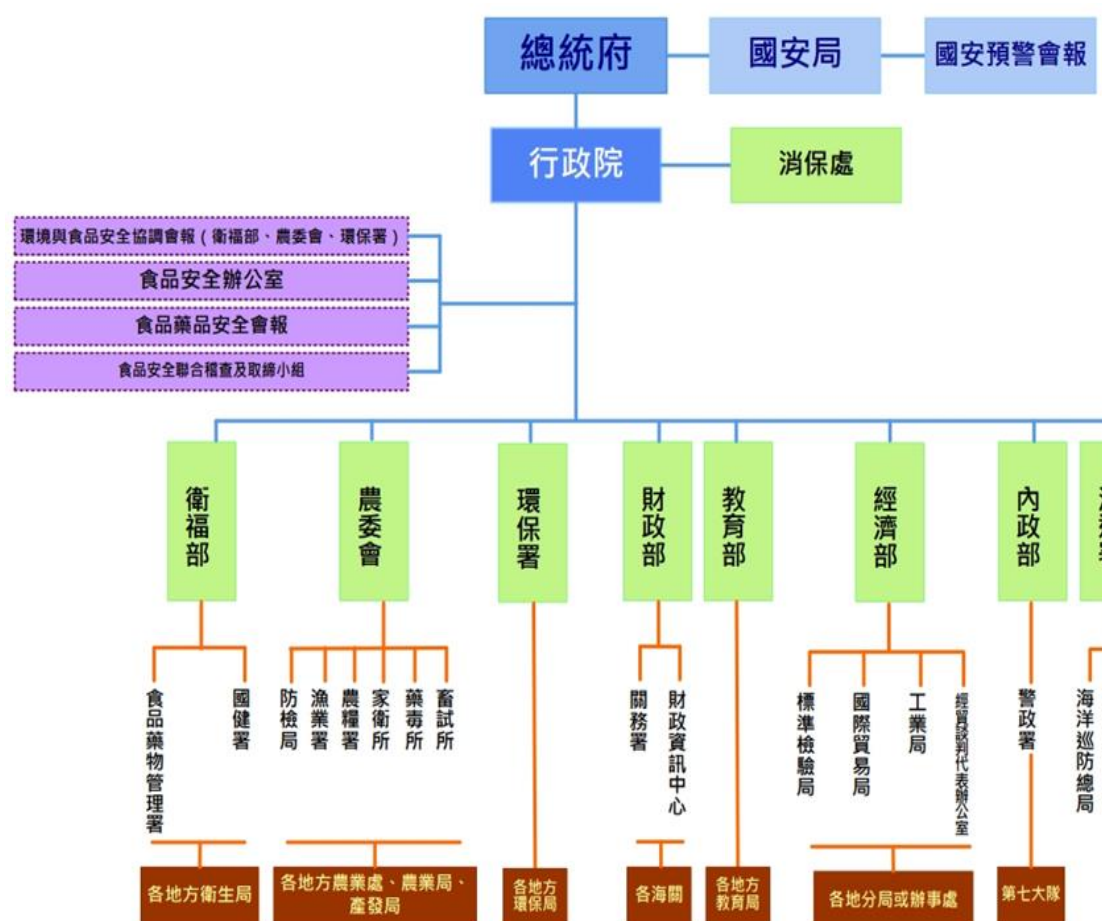 總統府
國安局
國安預警會報
行政院
消保處
環境與食品安全協調會報（衛福部、農委會、環保署）
食品安全辦公室
食品藥品安全會報
食品安全聯合稽查及取締小組
衛福部
農委會
環保署
財政部
教育部
經濟部
內政部
食品藥物管理署
國健署
防檢局
漁業署
農糧署
家衛所
藥毒所
畜試所
關務署
財政資訊中心
標準檢驗局
國際貿易局
工業局
經貿談判代表辦公室
警政署
海洋巡防總局
各地方衛生局
各地方農業處、農業局、
產發局
各地方
環保局
各海關
各地方
教育局
各地分局或辦事處
第七大隊